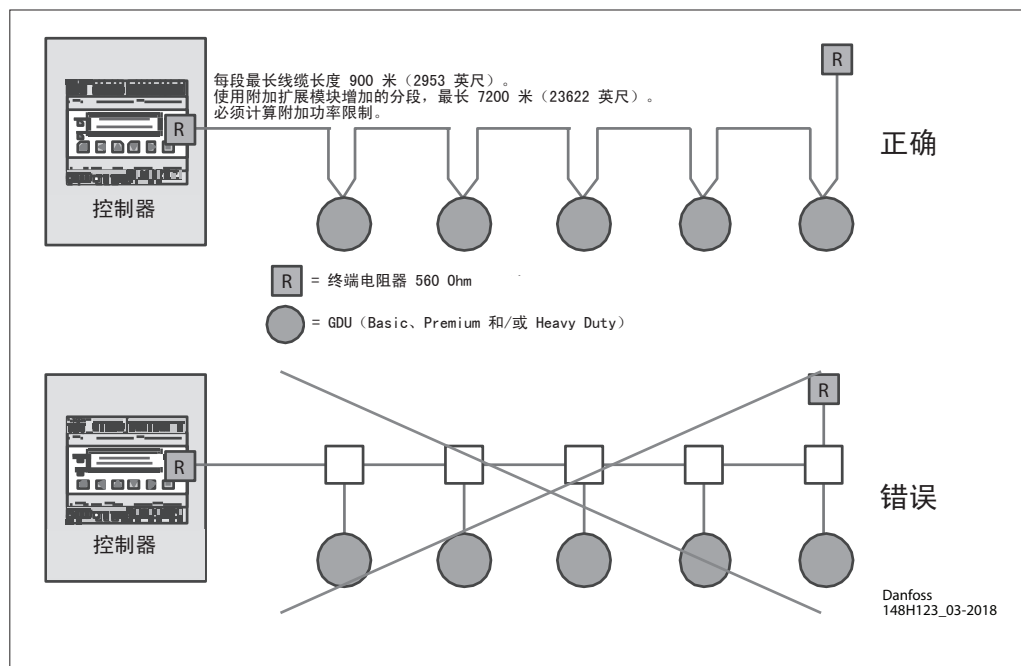 每段最长线缆长度 900 米（2953 英尺）。
使用附加扩展模块增加的分段，最长 7200 米（23622 英尺）。
必须计算附加功率限制。
R
R
正确
控制器
R = 终端电阻器 560 Ohm
= GDU（Basic、Premium 和/或 Heavy Duty）
R
R
错误
控制器
Danfoss
148H123_03-2018